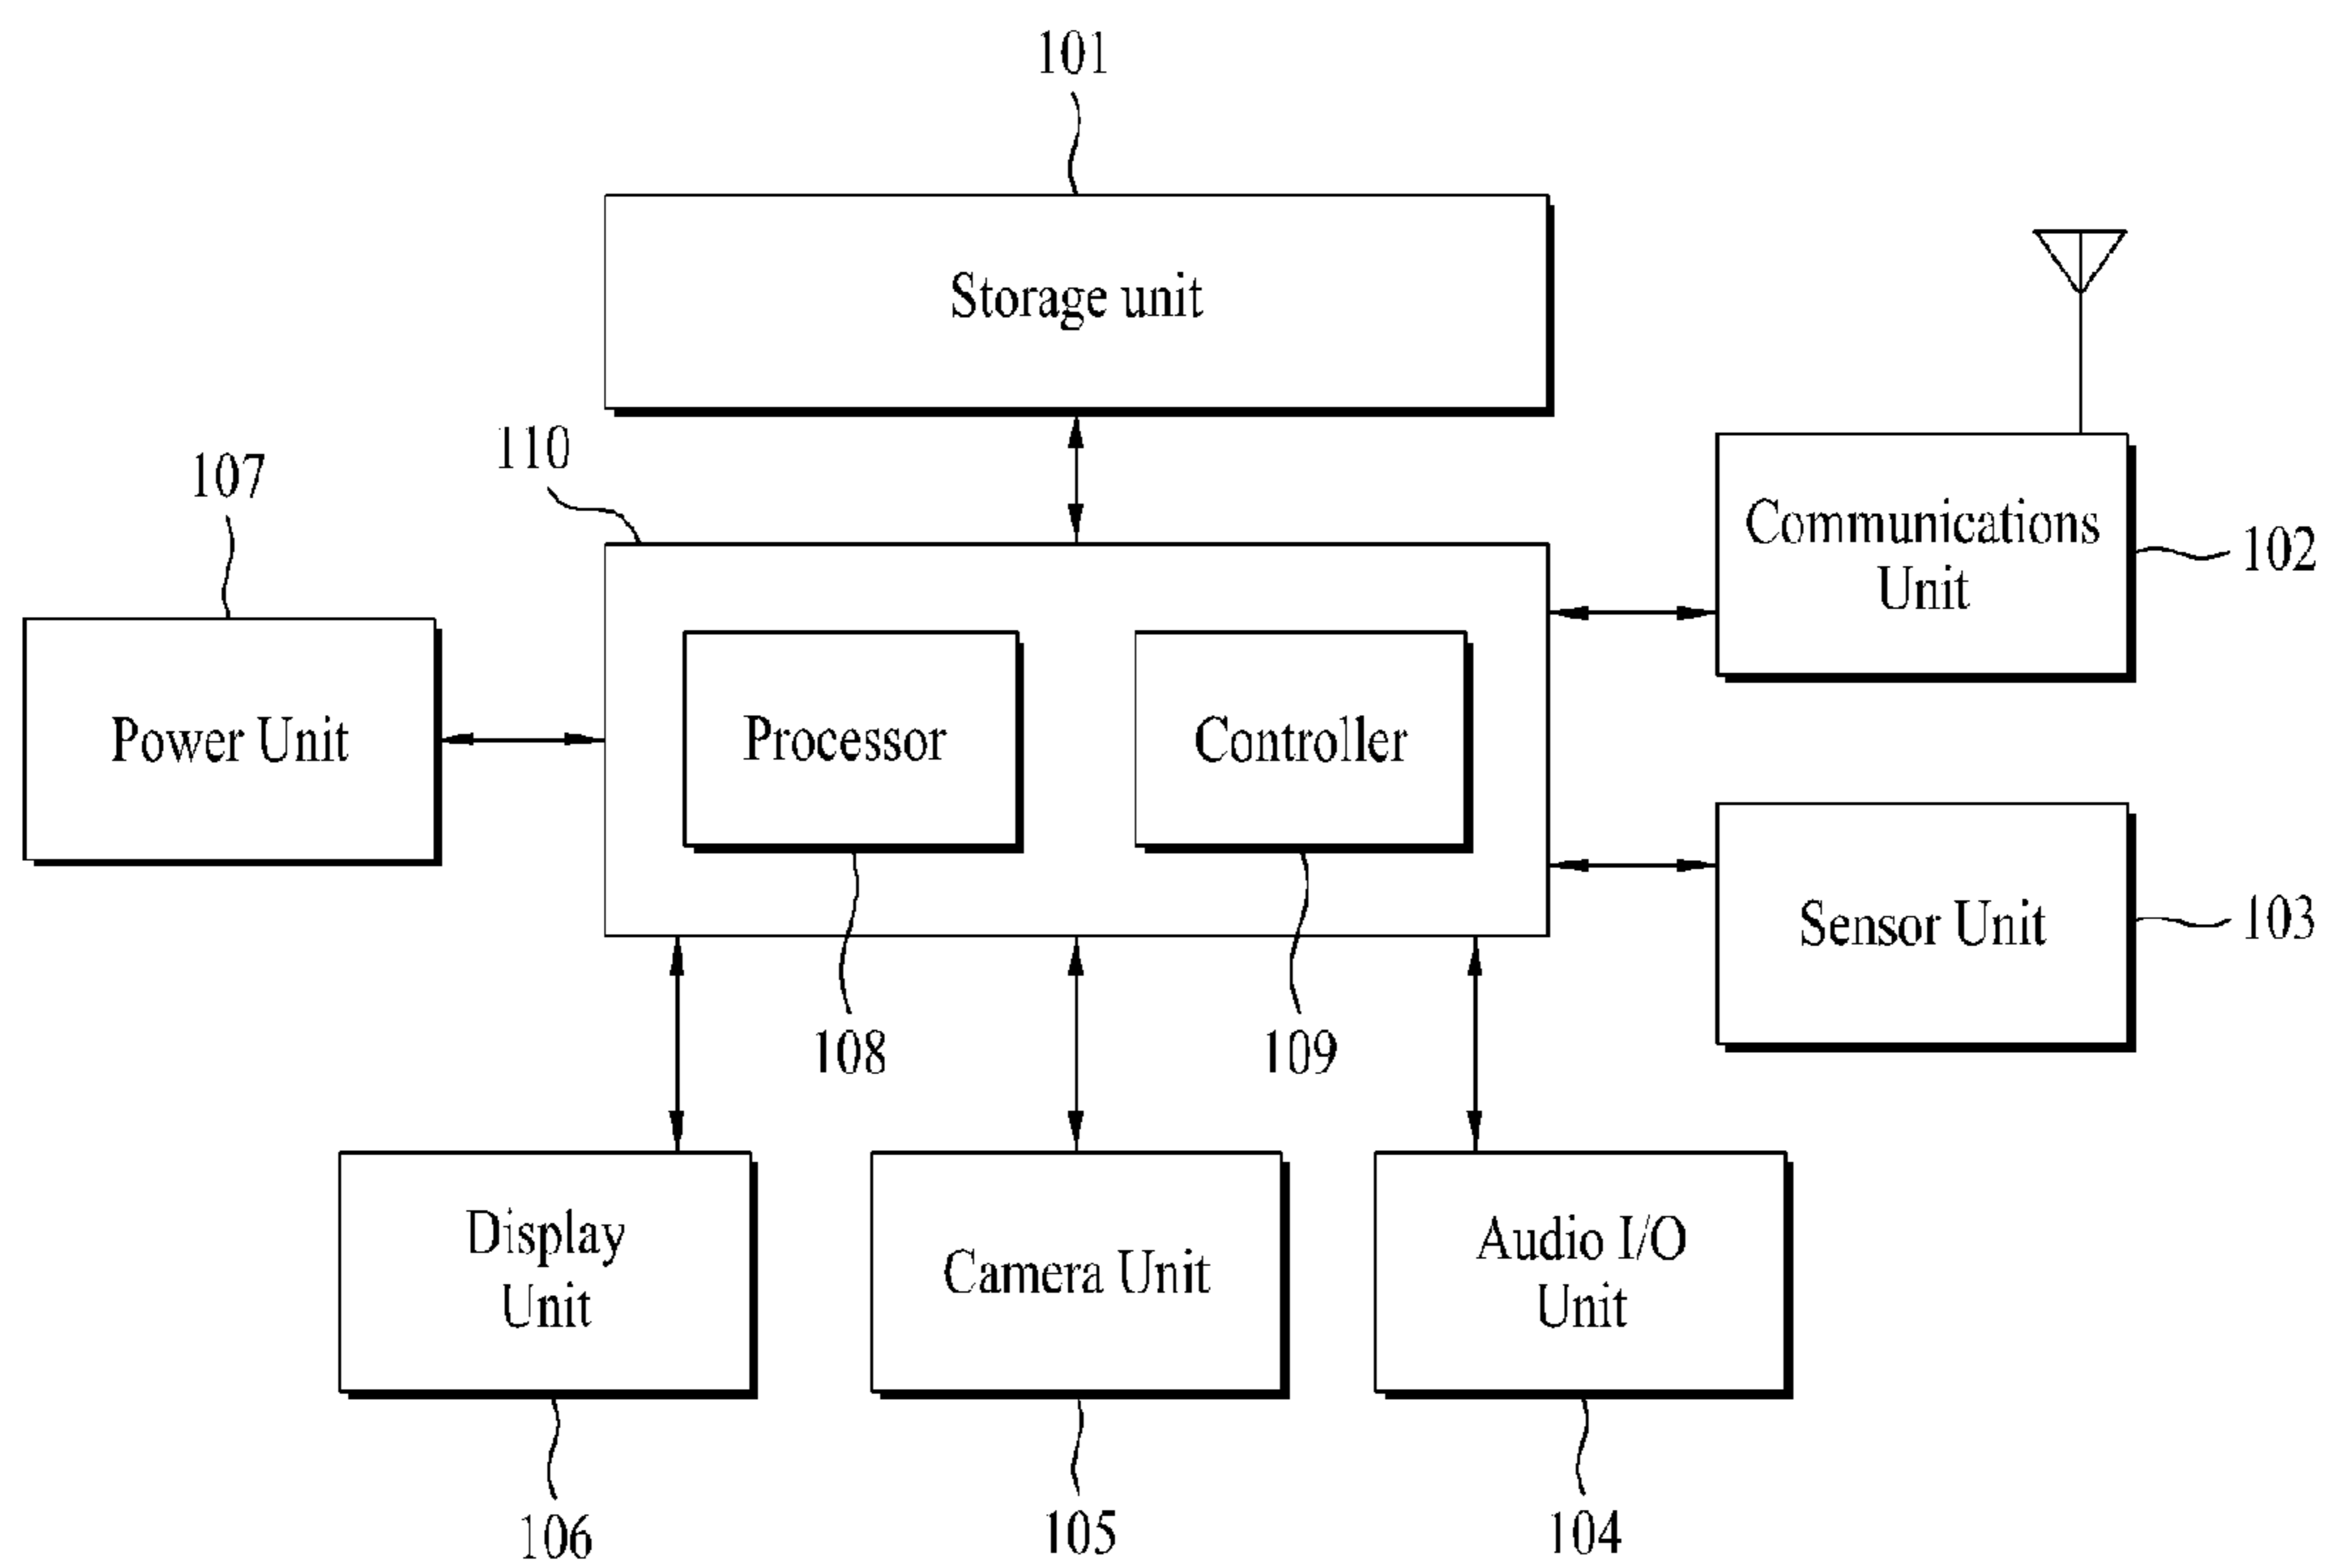 101
Storage unit
110
107
Communications
Unit
102
Power Unit
Processor
Controller
Sensor Unit
103
108
109
Display
Unit
Camera Unit
Audio I/O
Unit
106
105
104